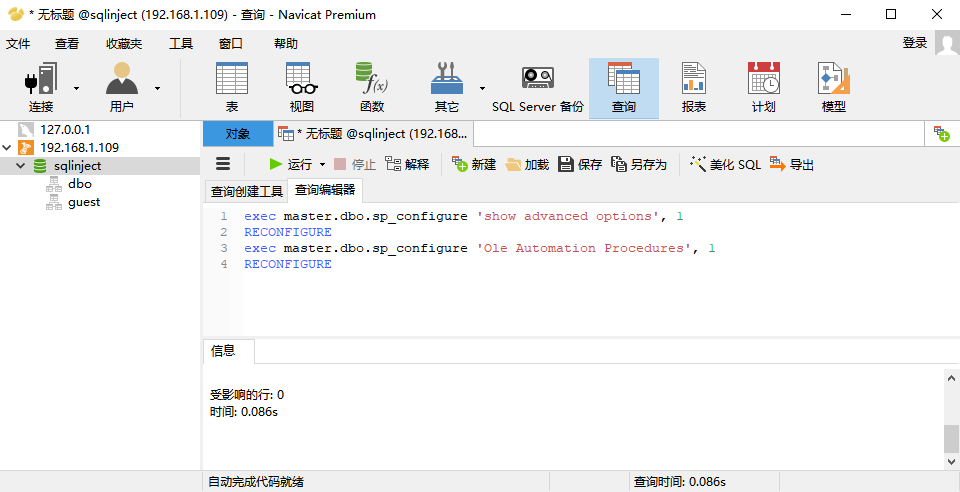 * 无标题 @sqlinject (192.168.1.109) - 查询 - Navicat Premium
文件 查看 收藏夹 工具 窗口 帮助 登录
连接 用户 表 视图 函数 其它 SQL Server 备份 查询 报表 计划 模型
127.0.0.1
192.168.1.109
sqlinject
dbo
guest
对象 * 无标题 @sqlinject (192.168...
运行 停止 解释 新建 加载 保存 另存为 美化 SQL 导出
查询创建工具 查询编辑器
1 exec master.dbo.sp_configure 'show advanced options', 1
2 RECONFIGURE
3 exec master.dbo.sp_configure 'Ole Automation Procedures', 1
4 RECONFIGURE
信息
受影响的行: 0
时间: 0.086s
自动完成代码就绪 查询时间: 0.086s